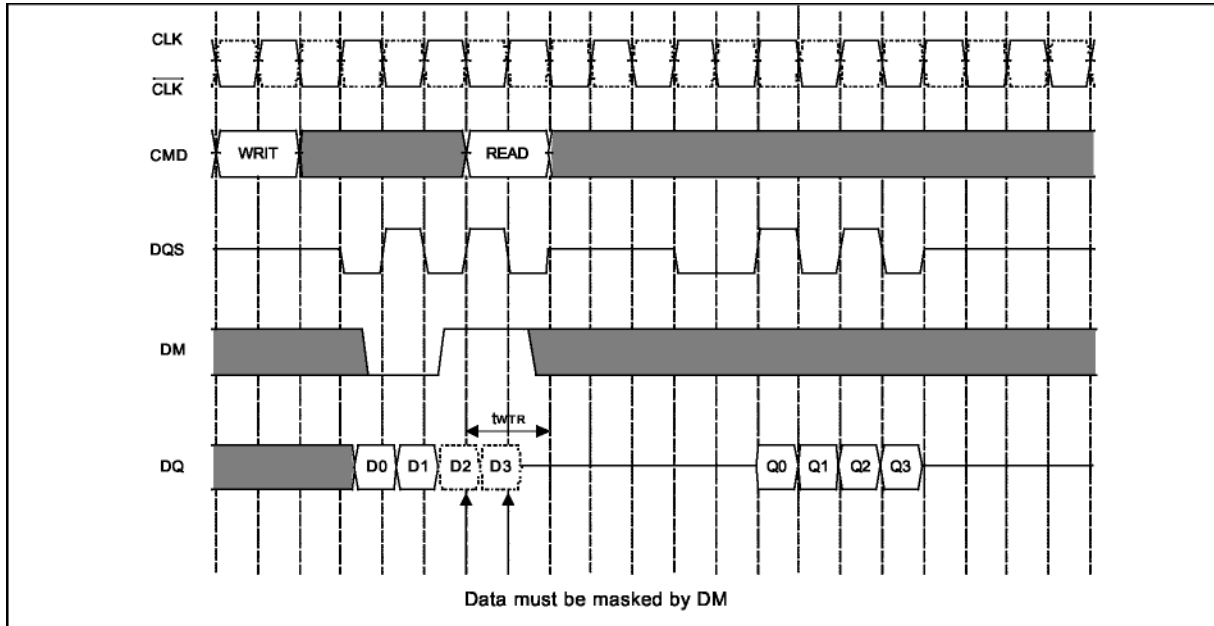 CLK
CLK
CMD WRIT READ
DQS
DM
tWTR
DQ D0 D1 D2 D3 Q0 Q1 Q2 Q3
Data must be masked by DM